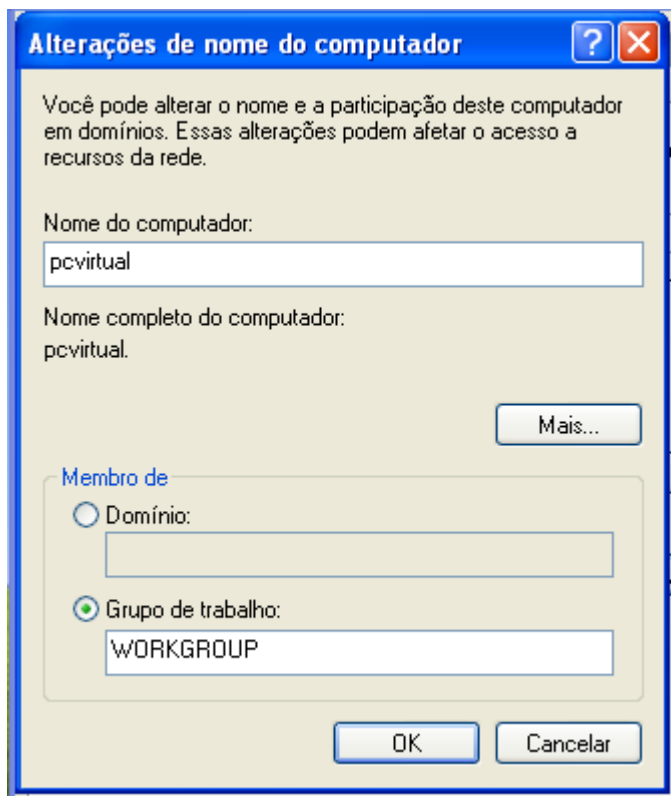 Alterações de nome do computador
Você pode alterar o nome e a participação deste computador
em domínios. Essas alterações podem afetar o acesso a
recursos da rede.
Nome do computador:
pcvirtual
Nome completo do computador:
pcvirtual.
Mais...
Membro de
Domínio:
Grupo de trabalho:
WORKGROUP
OK
Cancelar